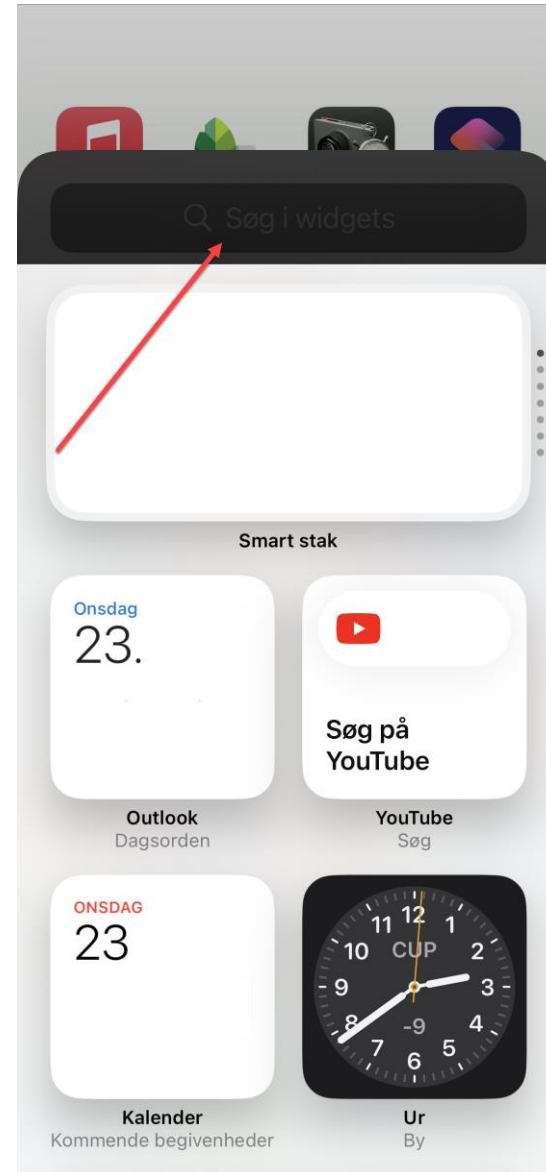 Søg i widgets
Smart stak
Onsdag
23.
Søg på
YouTube
Outlook
Dagsorden
YouTube
Søg
ONSDAG
23
12
11
1
10
CUP
2
9
3
8
-9
4
7
5
6
Kalender
Kommende begivenheder
Ur
By